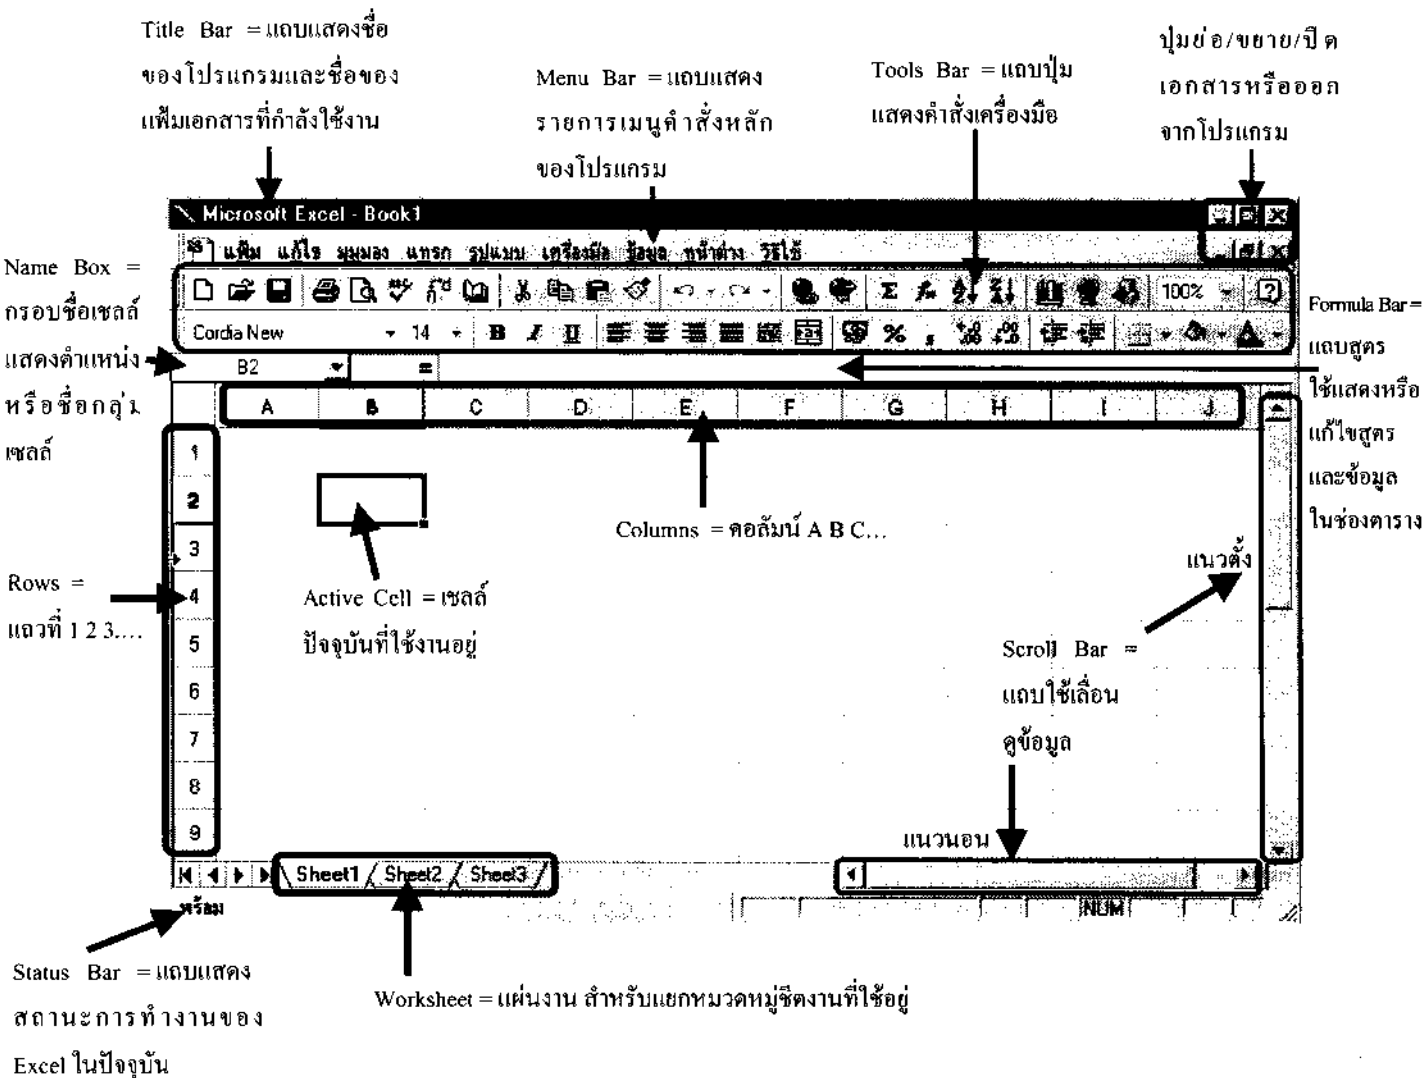 Title Bar = แถบแสดงชื่อ
ของโปรแกรมและชื่อของ
แฟ้มเอกสารที่กำลังใช้งาน
Menu Bar = แถบแสดง
รายการเมนูคำสั่งหลัก
ของโปรแกรม
Tools Bar = แถบปุ่ม
แสดงคำสั่งเครื่องมือ
ปุ่มย่อ/ขยาย/ปิด
เอกสารหรือออก
จากโปรแกรม
Microsoft Excel - Book1
แฟ้ม แก้ไข มุมมอง แทรก รูปแบบ เครื่องมือ ข้อมูล หน้าต่าง วิธีใช้
100%
Cordia New 14 B I U % ,
B2 =
Name Box =
กรอบชื่อเซลล์
แสดงตำแหน่ง
หรือชื่อกลุ่ม
เซลล์
Formula Bar =
แถบสูตร
ใช้แสดงหรือ
แก้ไขสูตร
และข้อมูล
ในช่องตาราง
A B C D E F G H I J
1
2
3
4
5
6
7
8
9
Columns = คอลัมน์ A B C...
Rows =
แถวที่ 1 2 3....
Active Cell = เซลล์
ปัจจุบันที่ใช้งานอยู่
แนวตั้ง
Scroll Bar =
แถบใช้เลื่อน
ดูข้อมูล
แนวนอน
Sheet1 Sheet2 Sheet3
พร้อม
NUM
Status Bar = แถบแสดง
สถานะการทำงานของ
Excel ในปัจจุบัน
Worksheet = แผ่นงาน สำหรับแยกหมวดหมู่ชีตงานที่ใช้อยู่